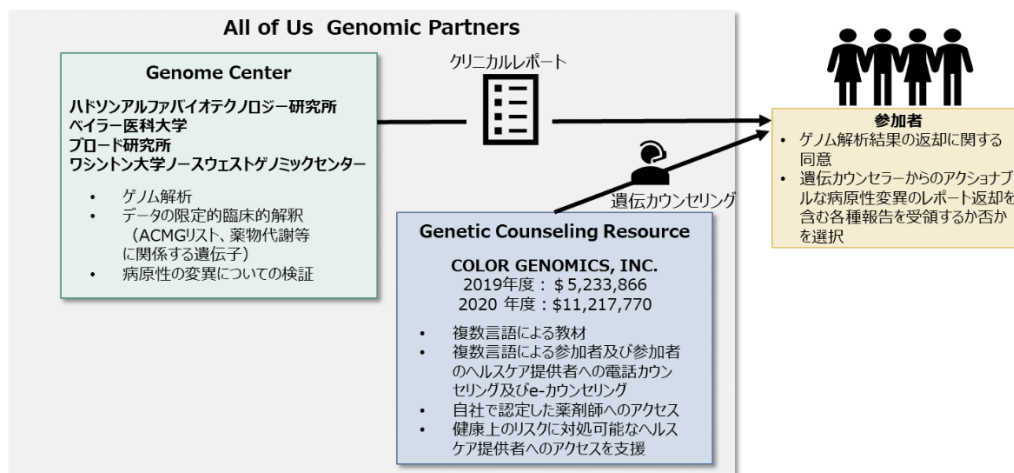 All of Us Genomic Partners
Genome Center
ハドソンアルファバイオテクノロジー研究所
ベイラー医科大学
ブロード研究所
ワシントン大学ノースウェストゲノミックセンター
• ゲノム解析
• データの限定的臨床的解釈
（ACMGリスト、薬物代謝等
に関係する遺伝子）
• 病原性の変異についての検証
クリニカルレポート
遺伝カウンセリング
Genetic Counseling Resource
COLOR GENOMICS, INC.
2019年度：＄5,233,866
2020 年度：$11,217,770
• 複数言語による教材
• 複数言語による参加者及び参加者
のヘルスケア提供者への電話カウン
セリング及びe-カウンセリング
• 自社で認定した薬剤師へのアクセス
• 健康上のリスクに対処可能なヘルス
ケア提供者へのアクセスを支援
参加者
• ゲノム解析結果の返却に関する
同意
• 遺伝カウンセラーからのアクショナブ
ルな病原性変異のレポート返却を
含む各種報告を受領するか否か
を選択